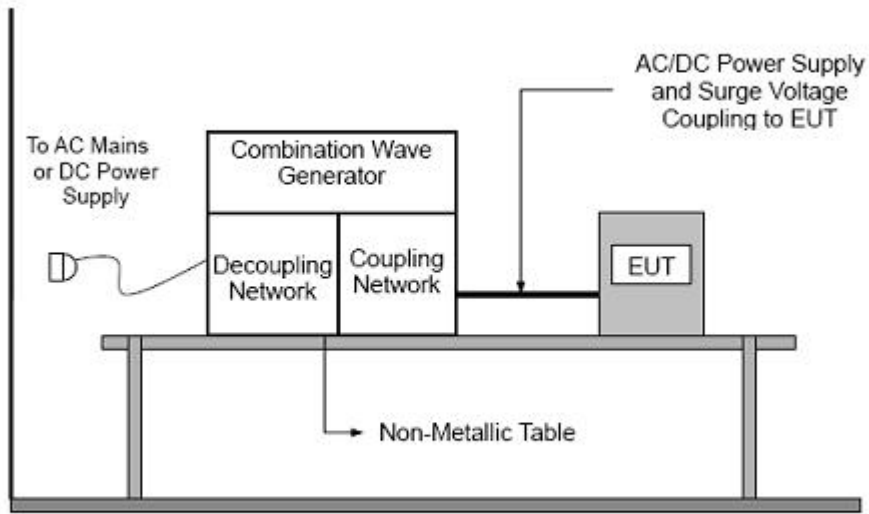 AC/DC Power Supply
and Surge Voltage
Coupling to EUT
To AC Mains
or DC Power
Supply
Combination Wave
Generator
Decoupling
Network
Coupling
Network
EUT
Non-Metallic Table